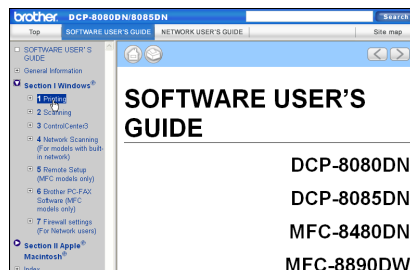 brother. DCP-8080DN/8085DN
Search
Top SOFTWARE USER'S GUIDE NETWORK USER'S GUIDE Site map
SOFTWARE USER' S
GUIDE
General Information
Section I Windows®
1 Printing
2 Scanning
3 ControlCenter3
4 Network Scanning
(For models with built-
in network)
5 Remote Setup
(MFC models only)
6 Brother PC-FAX
Software (MFC
models only)
7 Firewall settings
(For Network users)
Section II Apple®
Macintosh®
Index
SOFTWARE USER'S
GUIDE
DCP-8080DN
DCP-8085DN
MFC-8480DN
MFC-8890DW